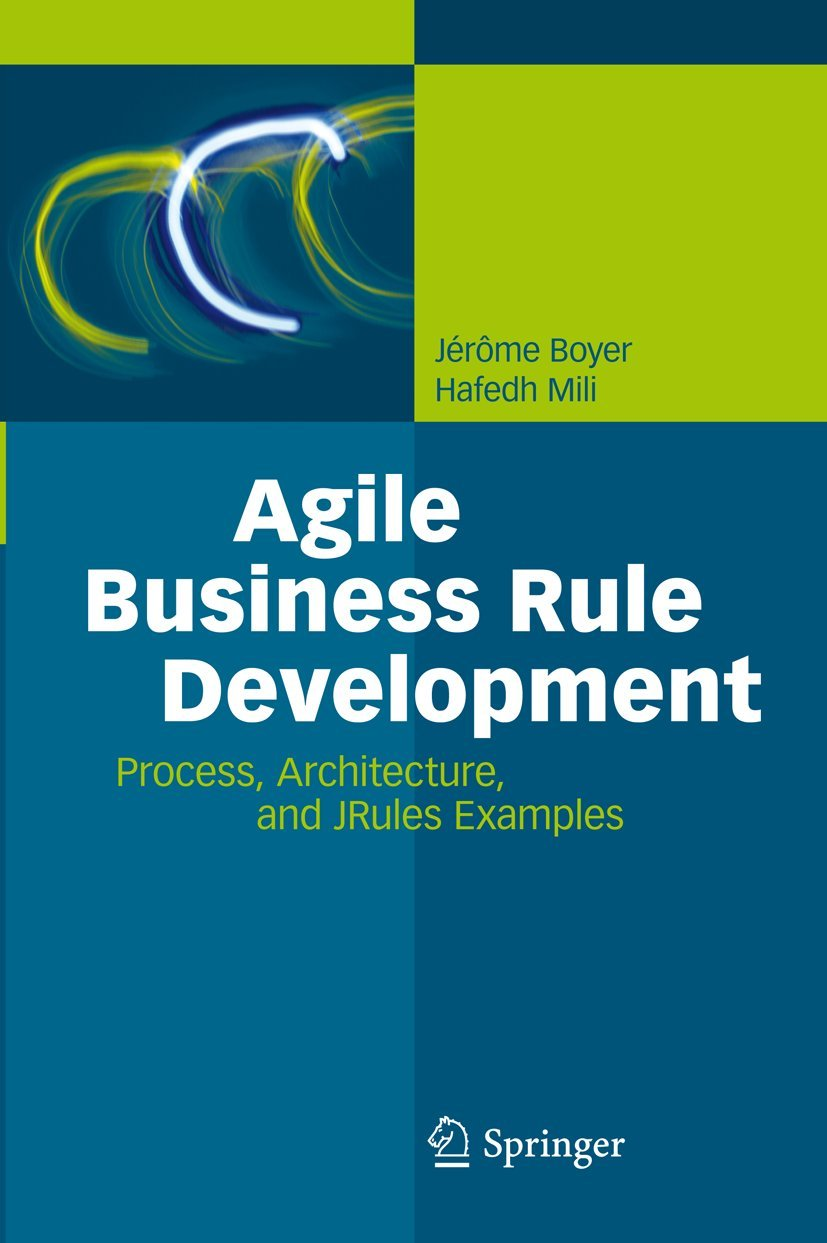 Jérôme Boyer
Hafedh Mili
Agile
Business Rule
Development
Process, Architecture,
and JRules Examples
Springer